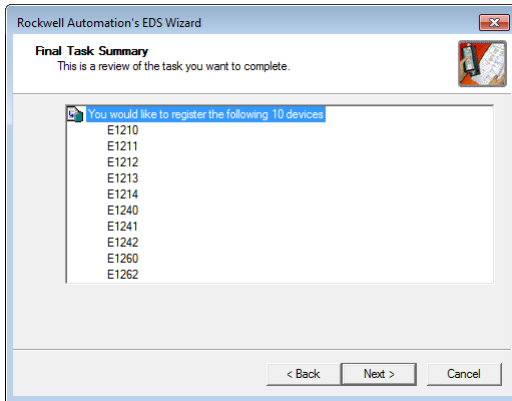 Rockwell Automation's EDS Wizard
Final Task Summary
This is a review of the task you want to complete.
You would like to register the following 10 devices
E1210
E1211
E1212
E1213
E1214
E1240
E1241
E1242
E1260
E1262
< Back
Next >
Cancel